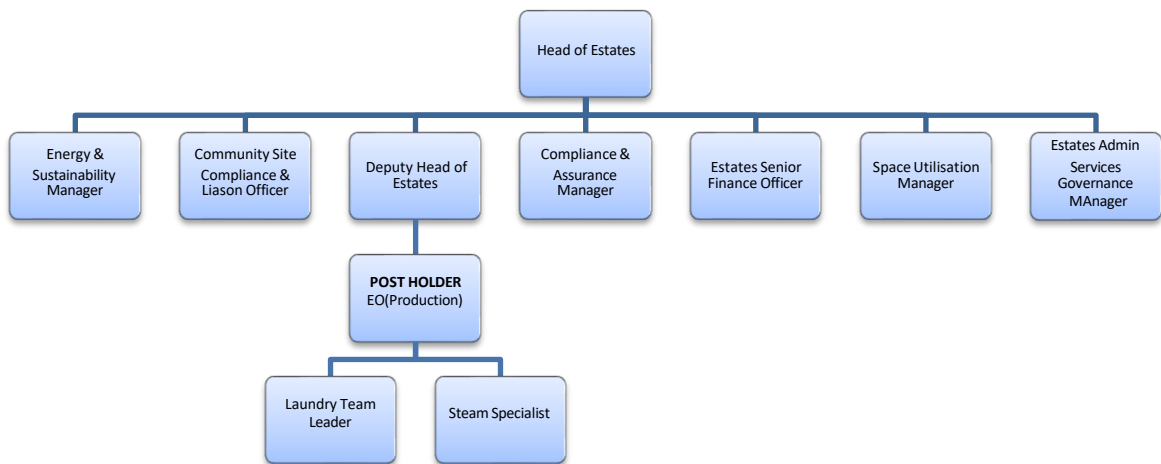 Head of Estates
Energy &
Sustainability
Manager
Community Site
Compliance &
Liason Officer
Deputy Head of
Estates
Compliance &
Assurance
Manager
Estates Senior
Finance Officer
Space Utilisation
Manager
Estates Admin
Services
Governance
MAnager
POST HOLDER
EO(Production)
Laundry Team
Leader
Steam Specialist